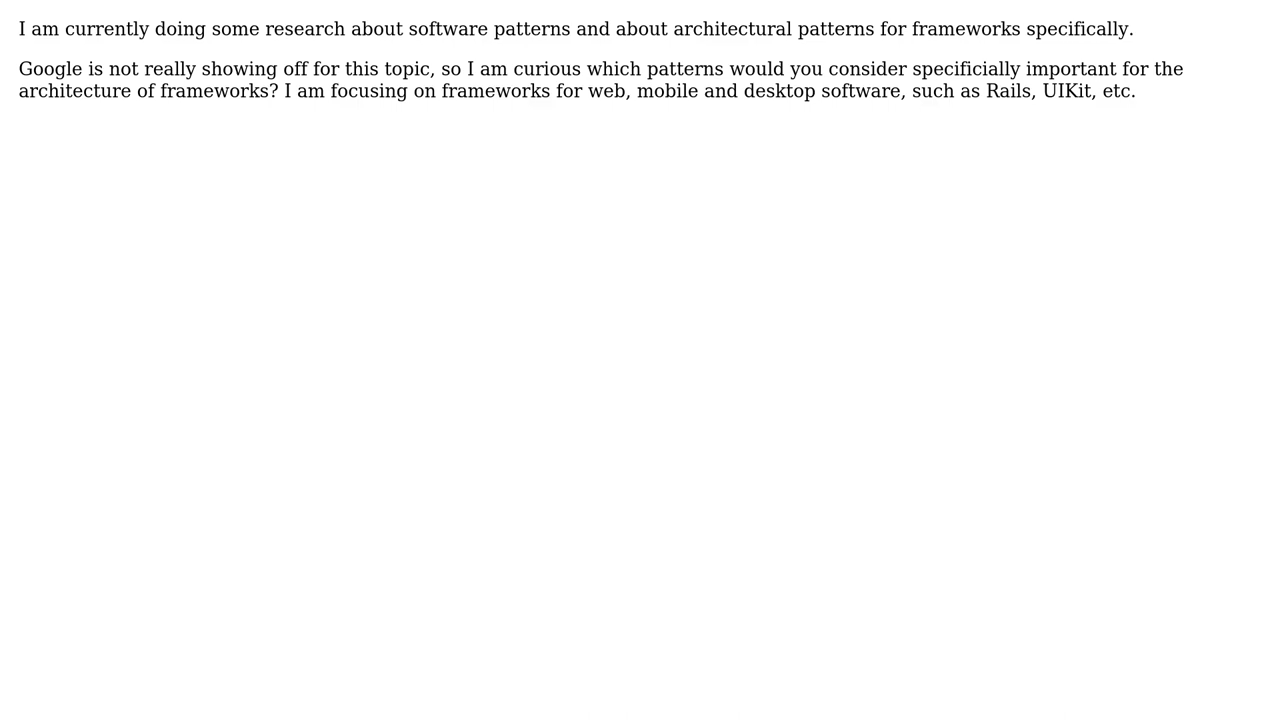 I am currently doing some research about software patterns and about architectural patterns for frameworks specifically.
Google is not really showing off for this topic, so I am curious which patterns would you consider specificially important for the
architecture of frameworks? I am focusing on frameworks for web, mobile and desktop software, such as Rails, UIKit, etc.